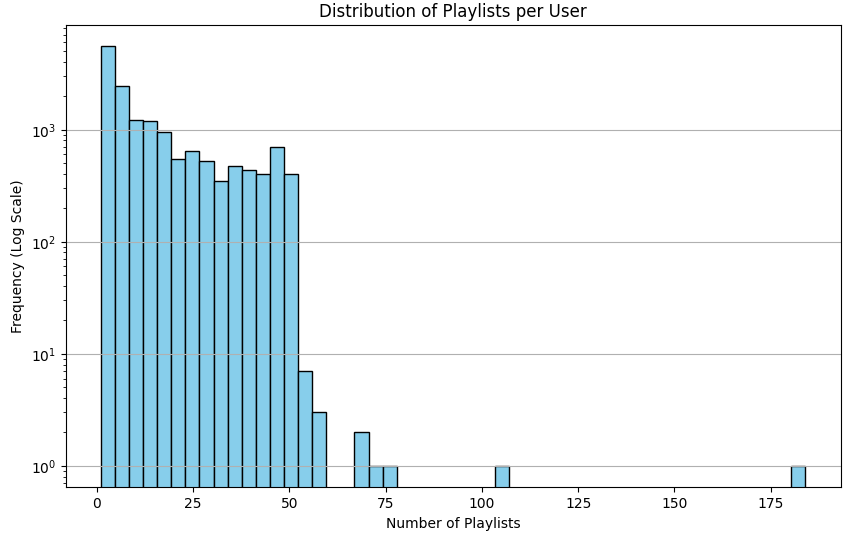 Distribution of Playlists per User
Frequency (Log Scale)
10³
10²
10¹
10⁰
0 25 50 75 100 125 150 175
Number of Playlists